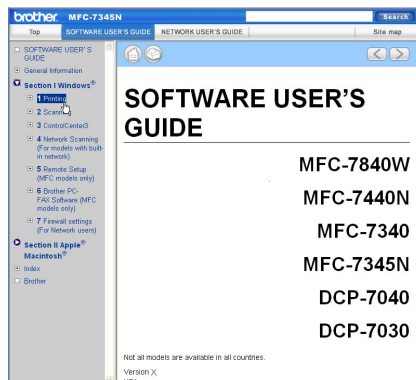 brother. MFC-7345N
Search
Top
SOFTWARE USER'S GUIDE
NETWORK USER'S GUIDE
Site map
SOFTWARE USER'S GUIDE
General Information
Section I Windows®
1 Printing
2 Scanning
3 ControlCenter3
4 Network Scanning
(For models with built-
in network)
5 Remote Setup
(MFC models only)
6 Brother PC-
FAX Software (MFC
models only)
7 Firewall settings
(For Network users)
Section II Apple®
Macintosh®
Index
Brother
SOFTWARE USER'S
GUIDE
MFC-7840W
MFC-7440N
MFC-7340
MFC-7345N
DCP-7040
DCP-7030
Not all models are available in all countries.
Version X